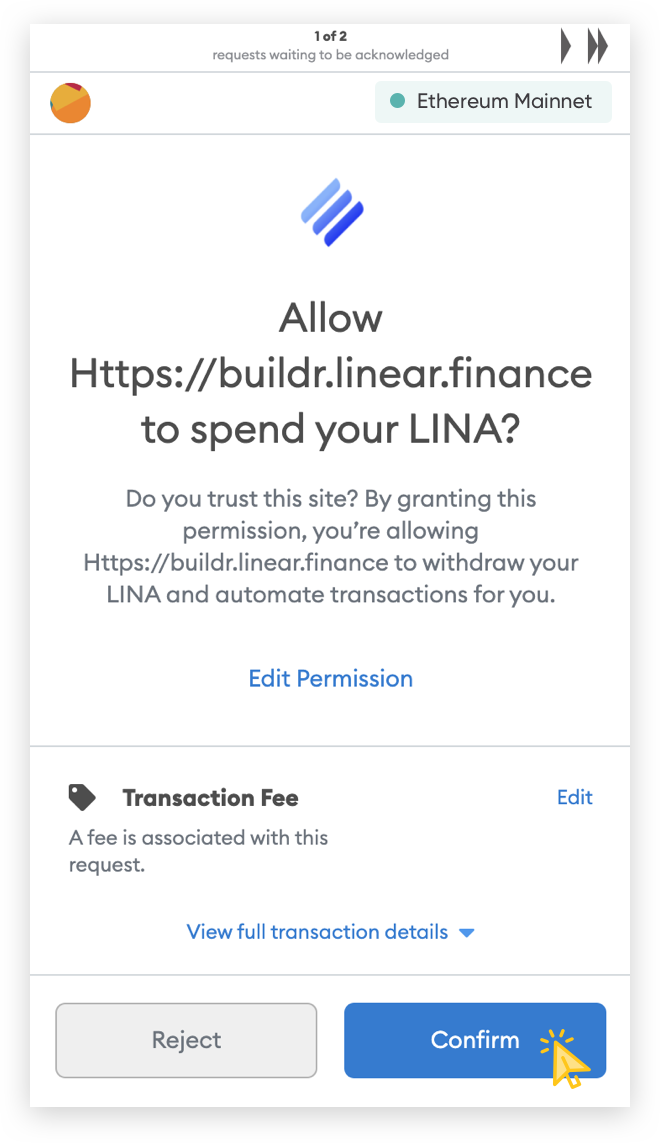 1 of 2
requests waiting to be acknowledged
Ethereum Mainnet
Allow
Https://buildr.linear.finance
to spend your LINA?
Do you trust this site? By granting this
permission, you’re allowing
Https://buildr.linear.finance to withdraw your
LINA and automate transactions for you.
Edit Permission
Transaction Fee
Edit
A fee is associated with this
request.
View full transaction details
Reject
Confirm